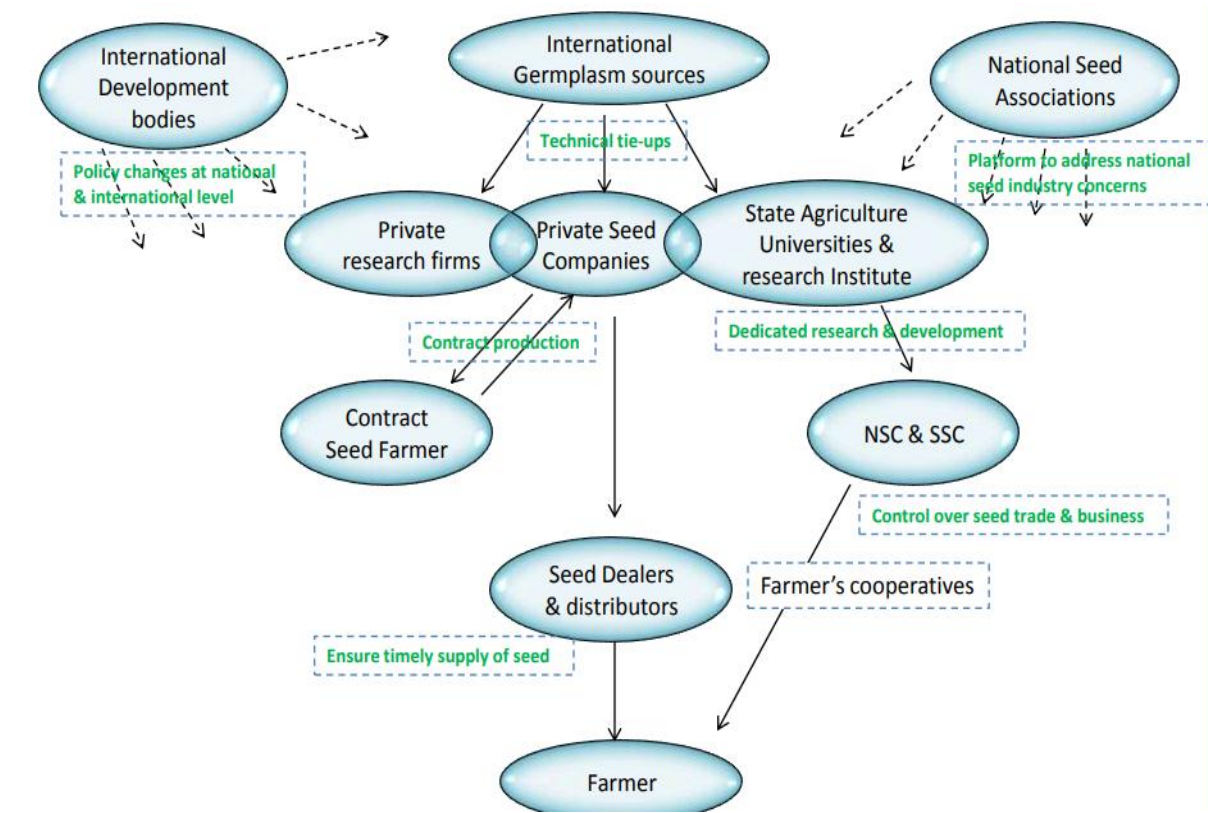 International
Development
bodies
International
Germplasm sources
National Seed
Associations
Policy changes at national
& international level
Technical tie-ups
Platform to address national
seed industry concerns
Private
research firms
Private Seed
Companies
State Agriculture
Universities &
research Institute
Contract production
Dedicated research & development
Contract
Seed Farmer
NSC & SSC
Control over seed trade & business
Seed Dealers
& distributors
Farmer’s cooperatives
Ensure timely supply of seed
Farmer